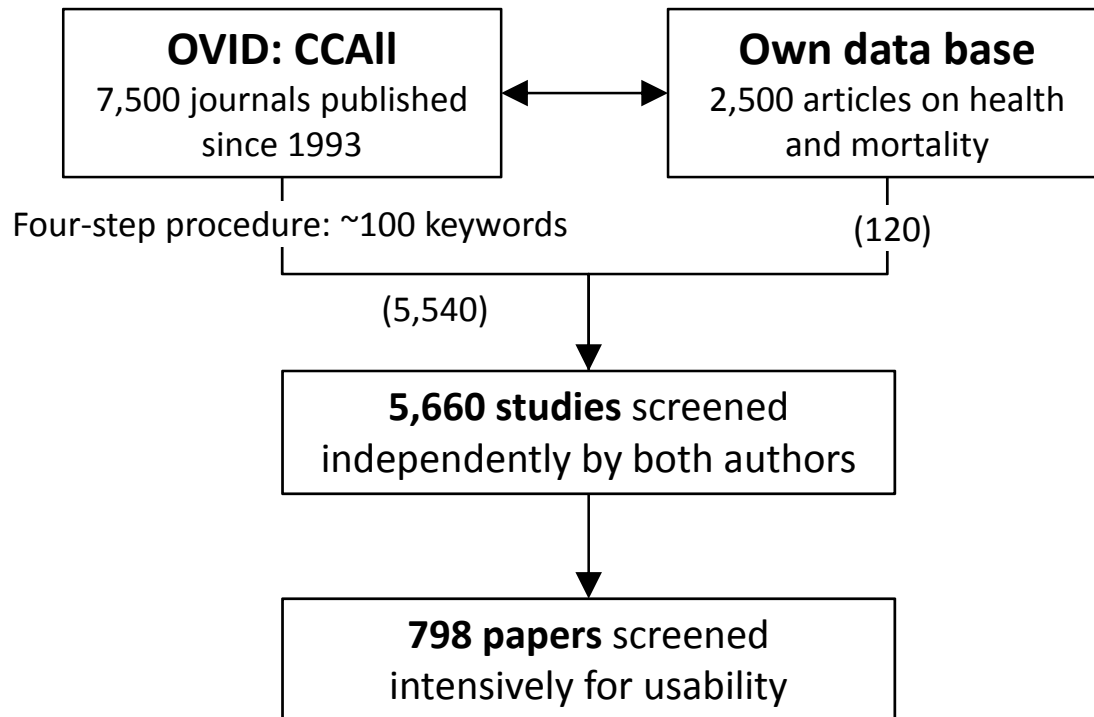 OVID: CCAll
7,500 journals published
since 1993
Own data base
2,500 articles on health
and mortality
Four-step procedure: ~100 keywords
(120)
(5,540)
5,660 studies screened
independently by both authors
798 papers screened
intensively for usability